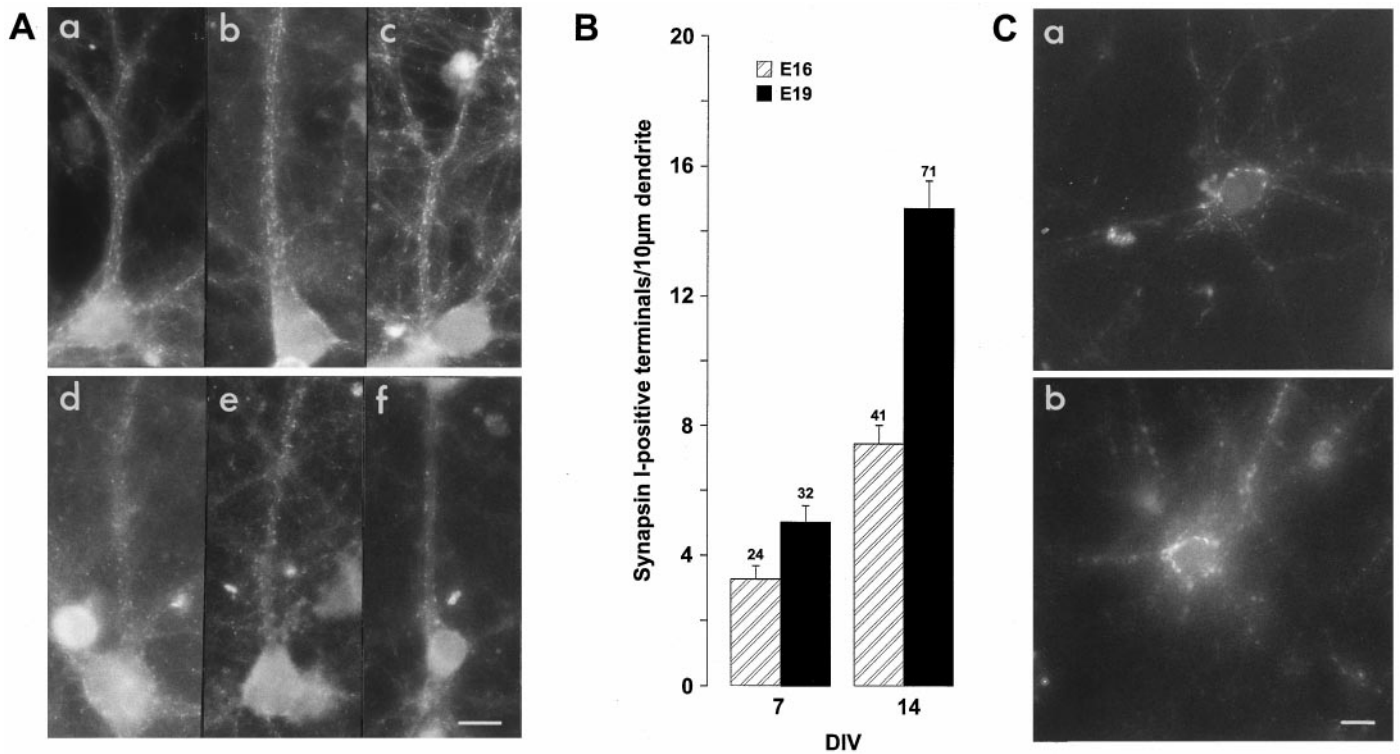 A
a
b
c
d
e
f
B
Synapsin I-positive terminals/10µm dendrite
20
16
12
8
4
0
E16
E19
24
32
41
71
7
14
DIV
C
a
b